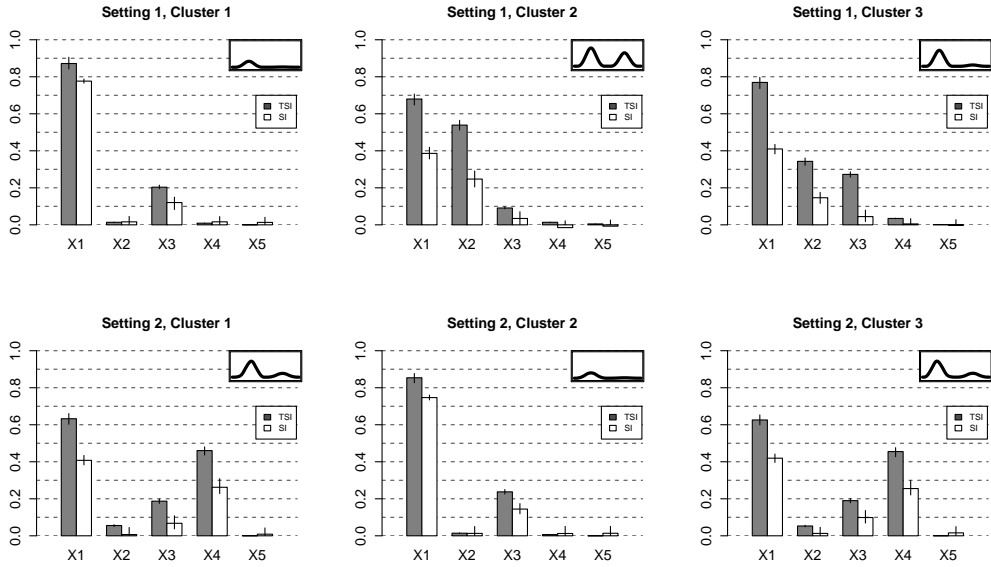 Setting 1, Cluster 1
Setting 1, Cluster 2
Setting 1, Cluster 3
1.0
0.8
0.6
0.4
0.2
0.0
TSI
SI
X1 X2 X3 X4 X5
1.0
0.8
0.6
0.4
0.2
0.0
TSI
SI
X1 X2 X3 X4 X5
1.0
0.8
0.6
0.4
0.2
0.0
TSI
SI
X1 X2 X3 X4 X5
Setting 2, Cluster 1
Setting 2, Cluster 2
Setting 2, Cluster 3
1.0
0.8
0.6
0.4
0.2
0.0
TSI
SI
X1 X2 X3 X4 X5
1.0
0.8
0.6
0.4
0.2
0.0
TSI
SI
X1 X2 X3 X4 X5
1.0
0.8
0.6
0.4
0.2
0.0
TSI
SI
X1 X2 X3 X4 X5